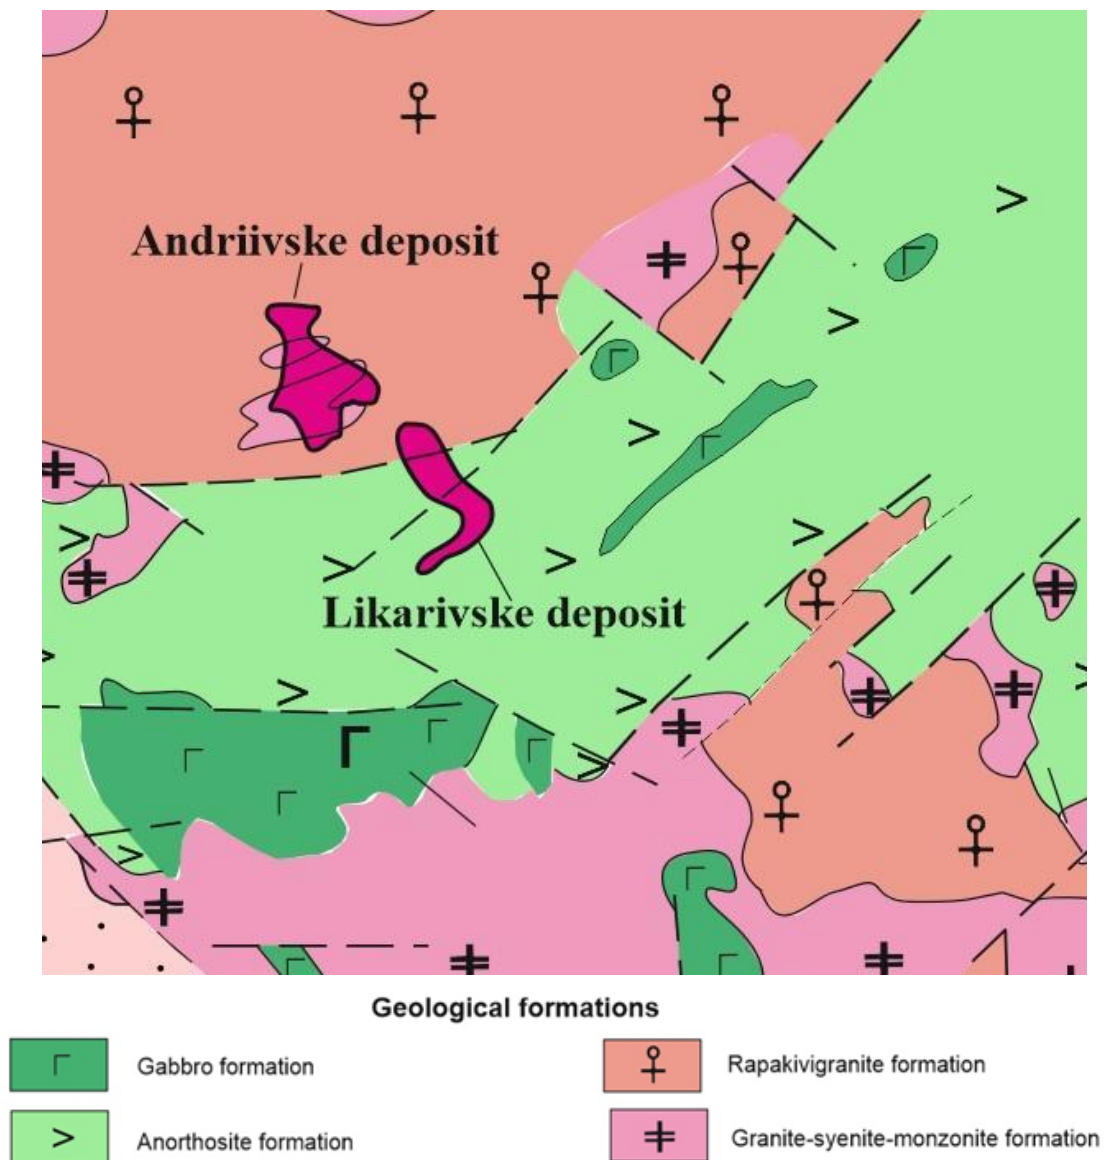 Andriivske deposit
Likarivske deposit
Geological formations
Gabbro formation
Rapakivigranite formation
Anorthosite formation
Granite-syenite-monzonite formation